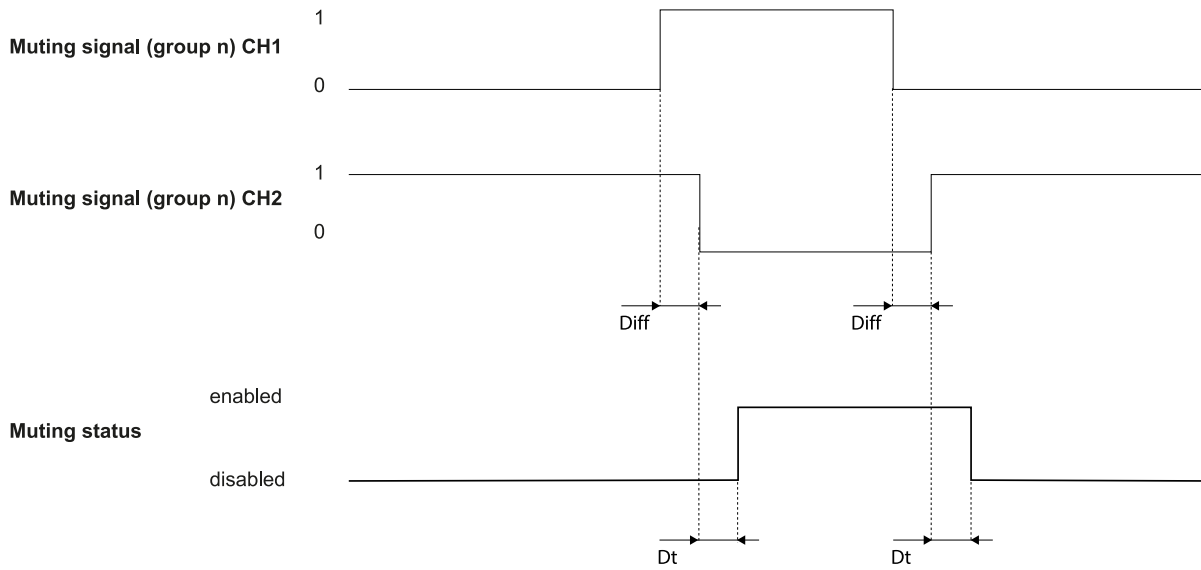 1
Muting signal (group n) CH1
0
1
Muting signal (group n) CH2
0
Diff
Diff
enabled
Muting status
disabled
Dt
Dt